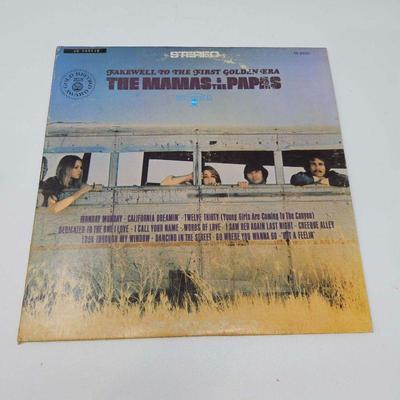 STEREO
FAREWELL TO THE FIRST GOLDEN ERA
THE MAMAS & THE PAPAS
MONDAY MONDAY - CALIFORNIA DREAMIN' - TWELVE THIRTY (Young Girls Are Coming To The Canyon)
DEDICATED TO THE ONE I LOVE - I CALL YOUR NAME - WORDS OF LOVE - I SAW HER AGAIN LAST NIGHT - CREEQUE ALLEY
LOOK THROUGH MY WINDOW - DANCING IN THE STREET - GO WHERE YOU WANNA GO - GOT A FEELIN'
GOLD RECORD
AWARD